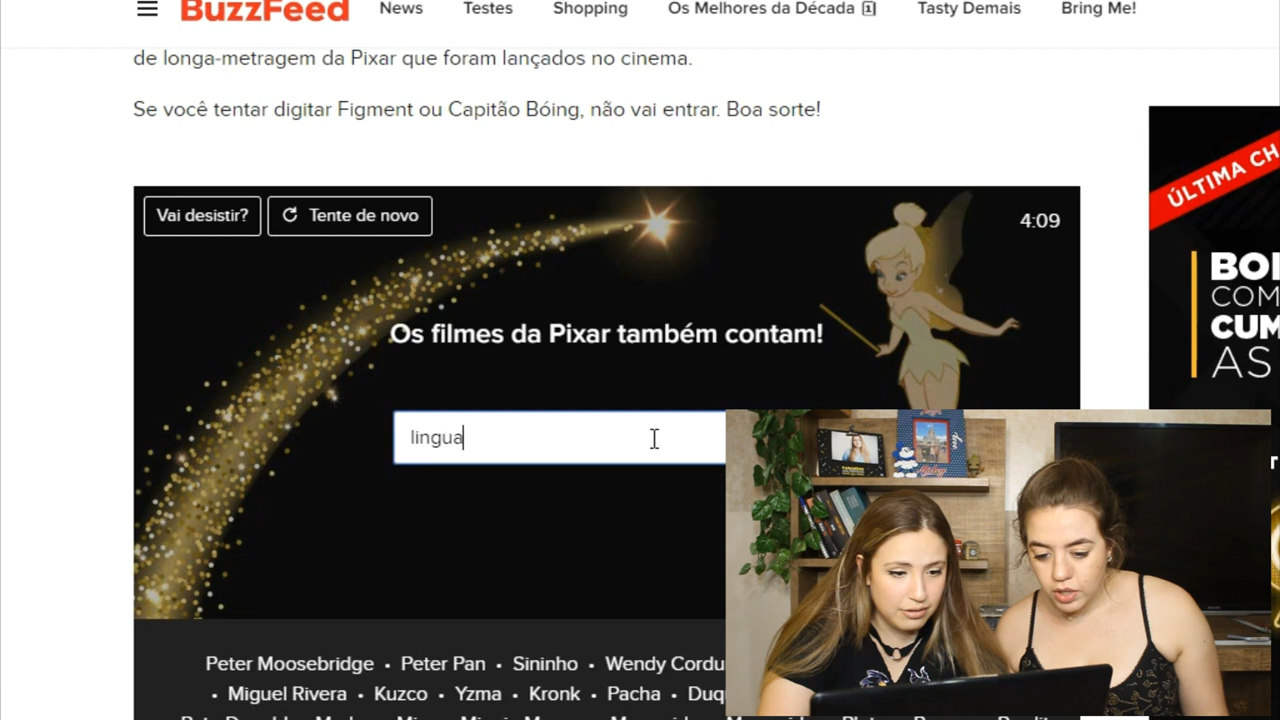 BuzzFeed News Testes Shopping Os Melhores da Década Tasty Demais Bring Me!
de longa-metragem da Pixar que foram lançados no cinema.
Se você tentar digitar Figment ou Capitão Bóing, não vai entrar. Boa sorte!
ÚLTIMA CH
Vai desistir? Tente de novo 4:09
BOI
COM
CUM
AS
Os filmes da Pixar também contam!
lingua
Peter Moosebridge • Peter Pan • Sininho • Wendy Cordu
• Miguel Rivera • Kuzco • Yzma • Kronk • Pacha • Duq